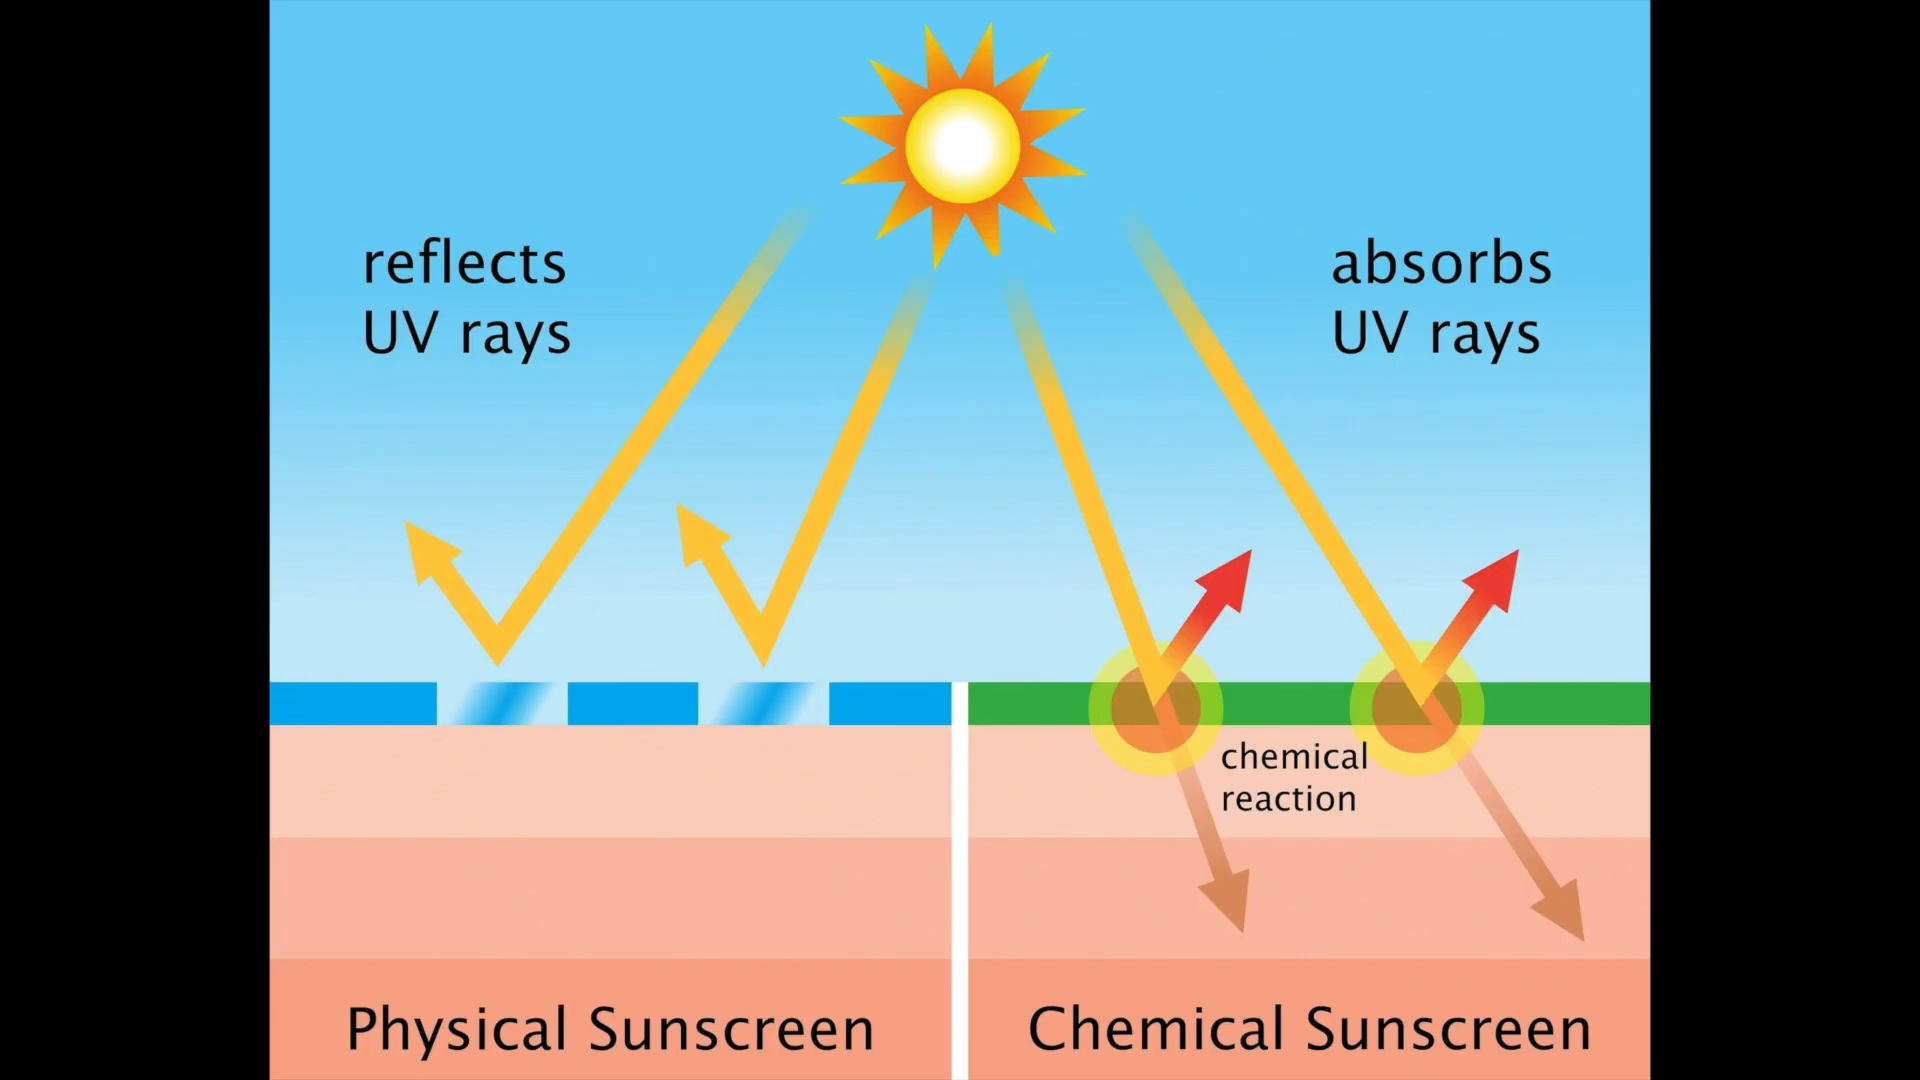 reflects
UV rays
absorbs
UV rays
chemical
reaction
Physical Sunscreen
Chemical Sunscreen